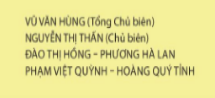 VŨ VĂN HÙNG (Tổng Chủ biên)
NGUYỄN THỊ THẤN (Chủ biên)
ĐÀO THỊ HỒNG – PHƯƠNG HÀ LAN
PHẠM VIỆT QUỲNH – HOÀNG QUÝ TỈNH